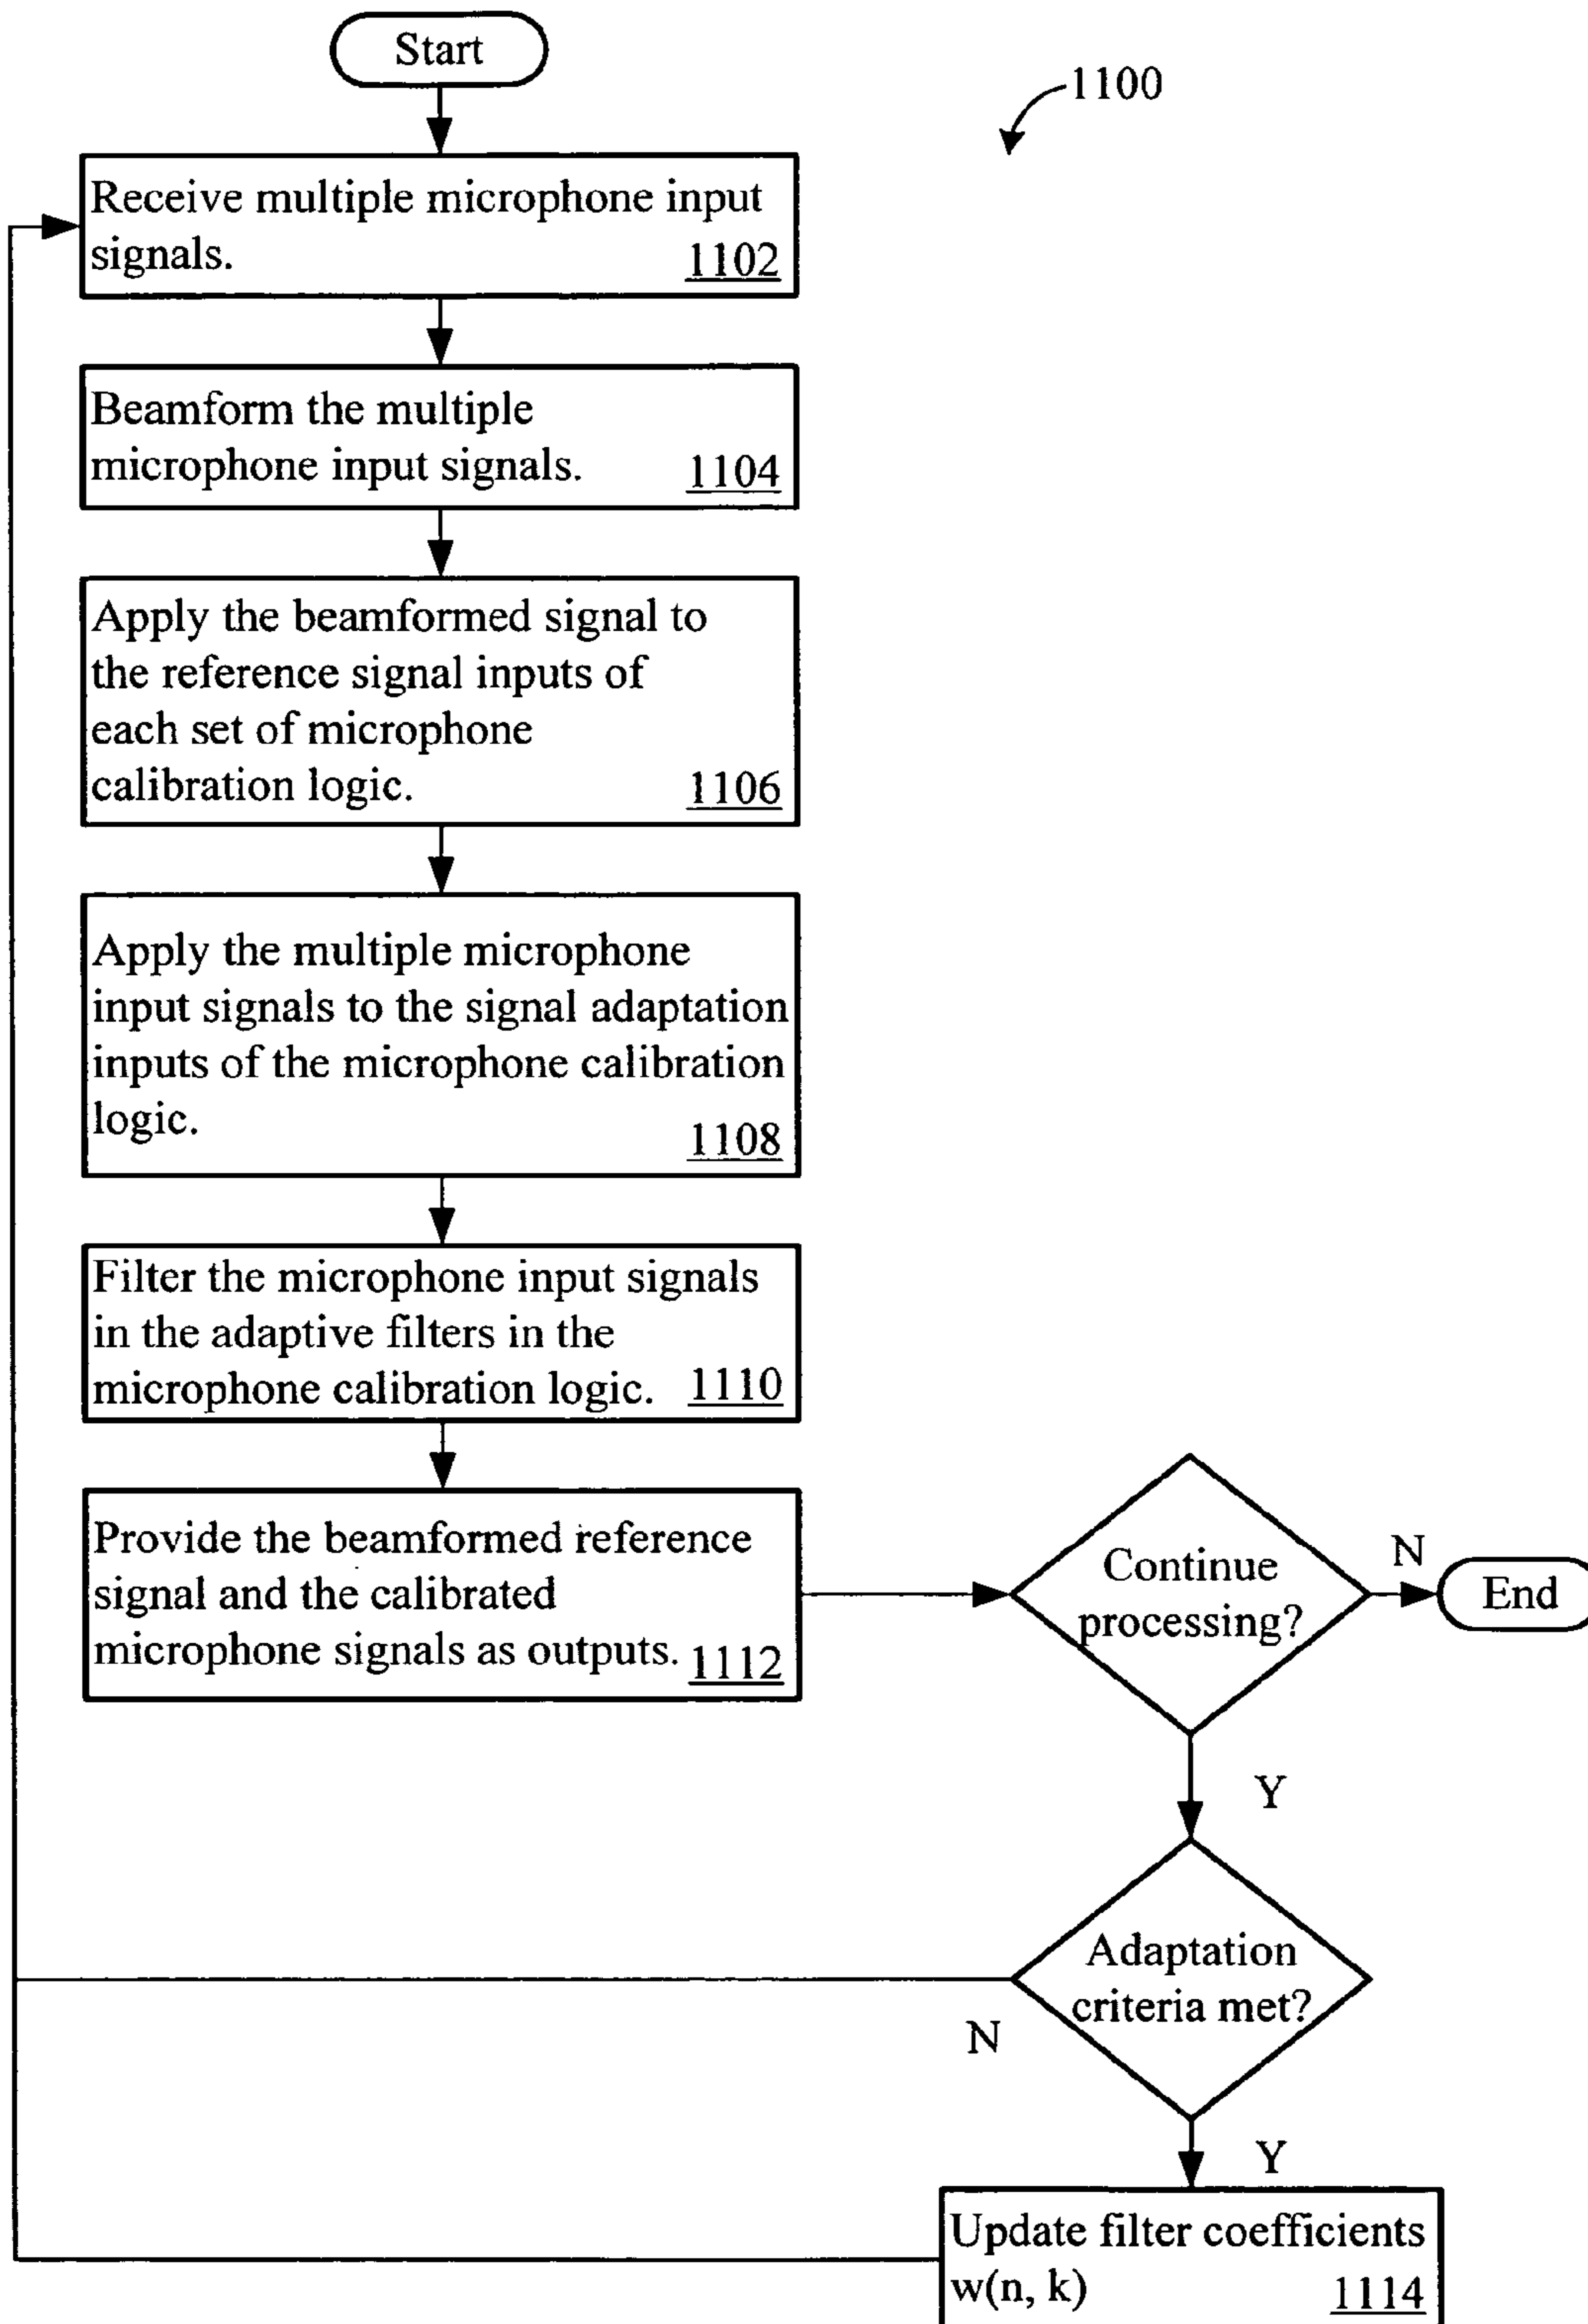 Start
1100
Receive multiple microphone input
signals.
1102
Beamform the multiple
microphone input signals.
1104
Apply the beamformed signal to
the reference signal inputs of
each set of microphone
calibration logic.
1106
Apply the multiple microphone
input signals to the signal adaptation
inputs of the microphone calibration
logic.
1108
Filter the microphone input signals
in the adaptive filters in the
microphone calibration logic. 1110
Provide the beamformed reference
signal and the calibrated
microphone signals as outputs. 1112
Continue
processing?
N
End
Y
Adaptation
criteria met?
N
Y
Update filter coefficients
w(n, k)
1114